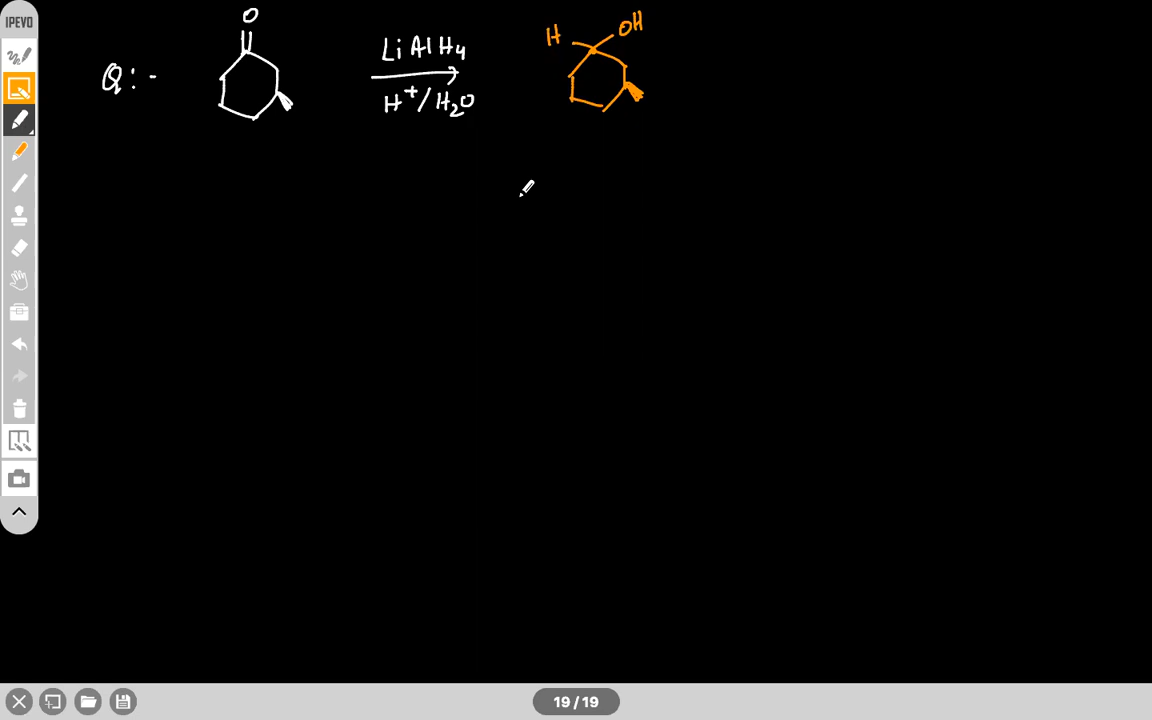 IPEVO
Q:-
O
LiAlH4
H+/H2O
H OH
19 / 19